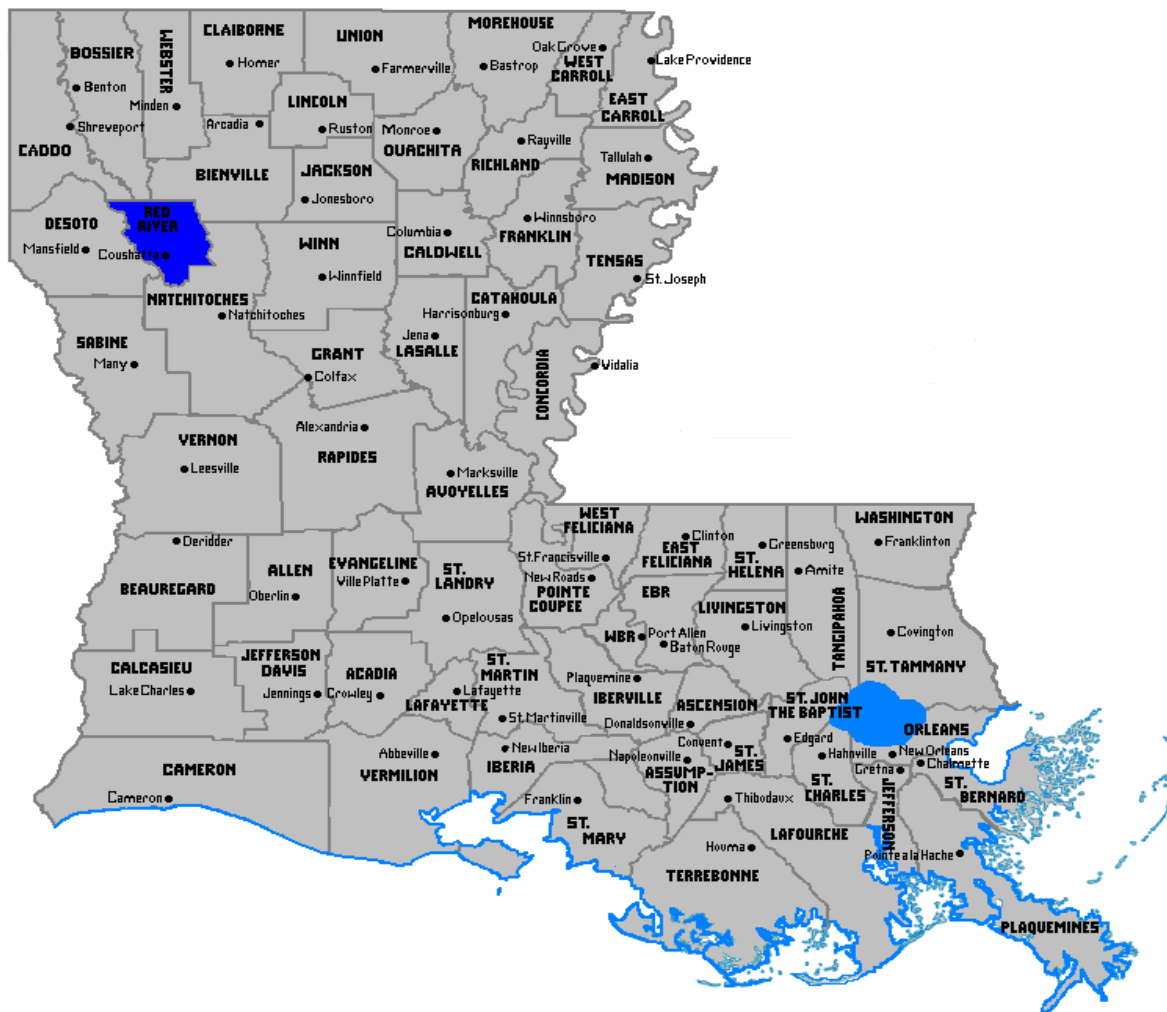 MOREHOUSE
CLAIBORNE
UNION
WEBSTER
BOSSIER
Oak Grove
WEST
CARROLL
Lake Providence
Homer
Farmerville
Bastrop
Benton
LINCOLN
EAST
CARROLL
Minden
Shreveport
Arcadia
Ruston
Monroe
OUACHITA
Rayville
CADDO
RICHLAND
Tallulah
MADISON
BIENVILLE
JACKSON
Jonesboro
RED
RIVER
DESOTO
Winnsboro
FRANKLIN
Columbia
CALDWELL
WINN
Mansfield
Coushatta
TENSAS
Winnfield
St. Joseph
NATCHITOCHES
Natchitoches
CATAHOULA
Harrisonburg
SABINE
Many
Jena
LASALLE
GRANT
Colfax
CONCORDIA
Vidalia
Alexandria
VERNON
RAPIDES
Leesville
Marksville
AVOYELLES
WEST
FELICIANA
WASHINGTON
Deridder
Clinton
EAST
FELICIANA
Greensburg
ST.
HELENA
Franklinton
EVANGELINE
Ville Platte
ALLEN
Oberlin
ST.
LANDRY
St. Francisville
New Roads
POINTE
COUPEE
Amite
BEAUREGARD
EBR
LIVINGSTON
Livingston
TANGIPAHOA
Opelousas
WBR
Port Allen
Baton Rouge
Covington
ST. TAMMANY
CALCASIEU
Lake Charles
JEFFERSON
DAVIS
Jennings
ACADIA
Crowley
LAFAYETTE
Lafayette
ST.
MARTIN
St. Martinville
Plaquemine
IBERVILLE
ASCENSION
Donaldsonville
ST. JOHN
THE BAPTIST
Edgard
ORLEANS
New Orleans
Chalmette
Hahnville
Gretna
CAMERON
Cameron
Abbeville
VERMILION
New Iberia
IBERIA
Napoleonville
ASSUMP-
TION
Convent
ST.
JAMES
ST.
CHARLES
JEFFERSON
ST.
BERNARD
Franklin
ST.
MARY
Thibodaux
LAFOURCHE
Houma
TERREBONNE
Pointe a la Hache
PLAQUEMINES